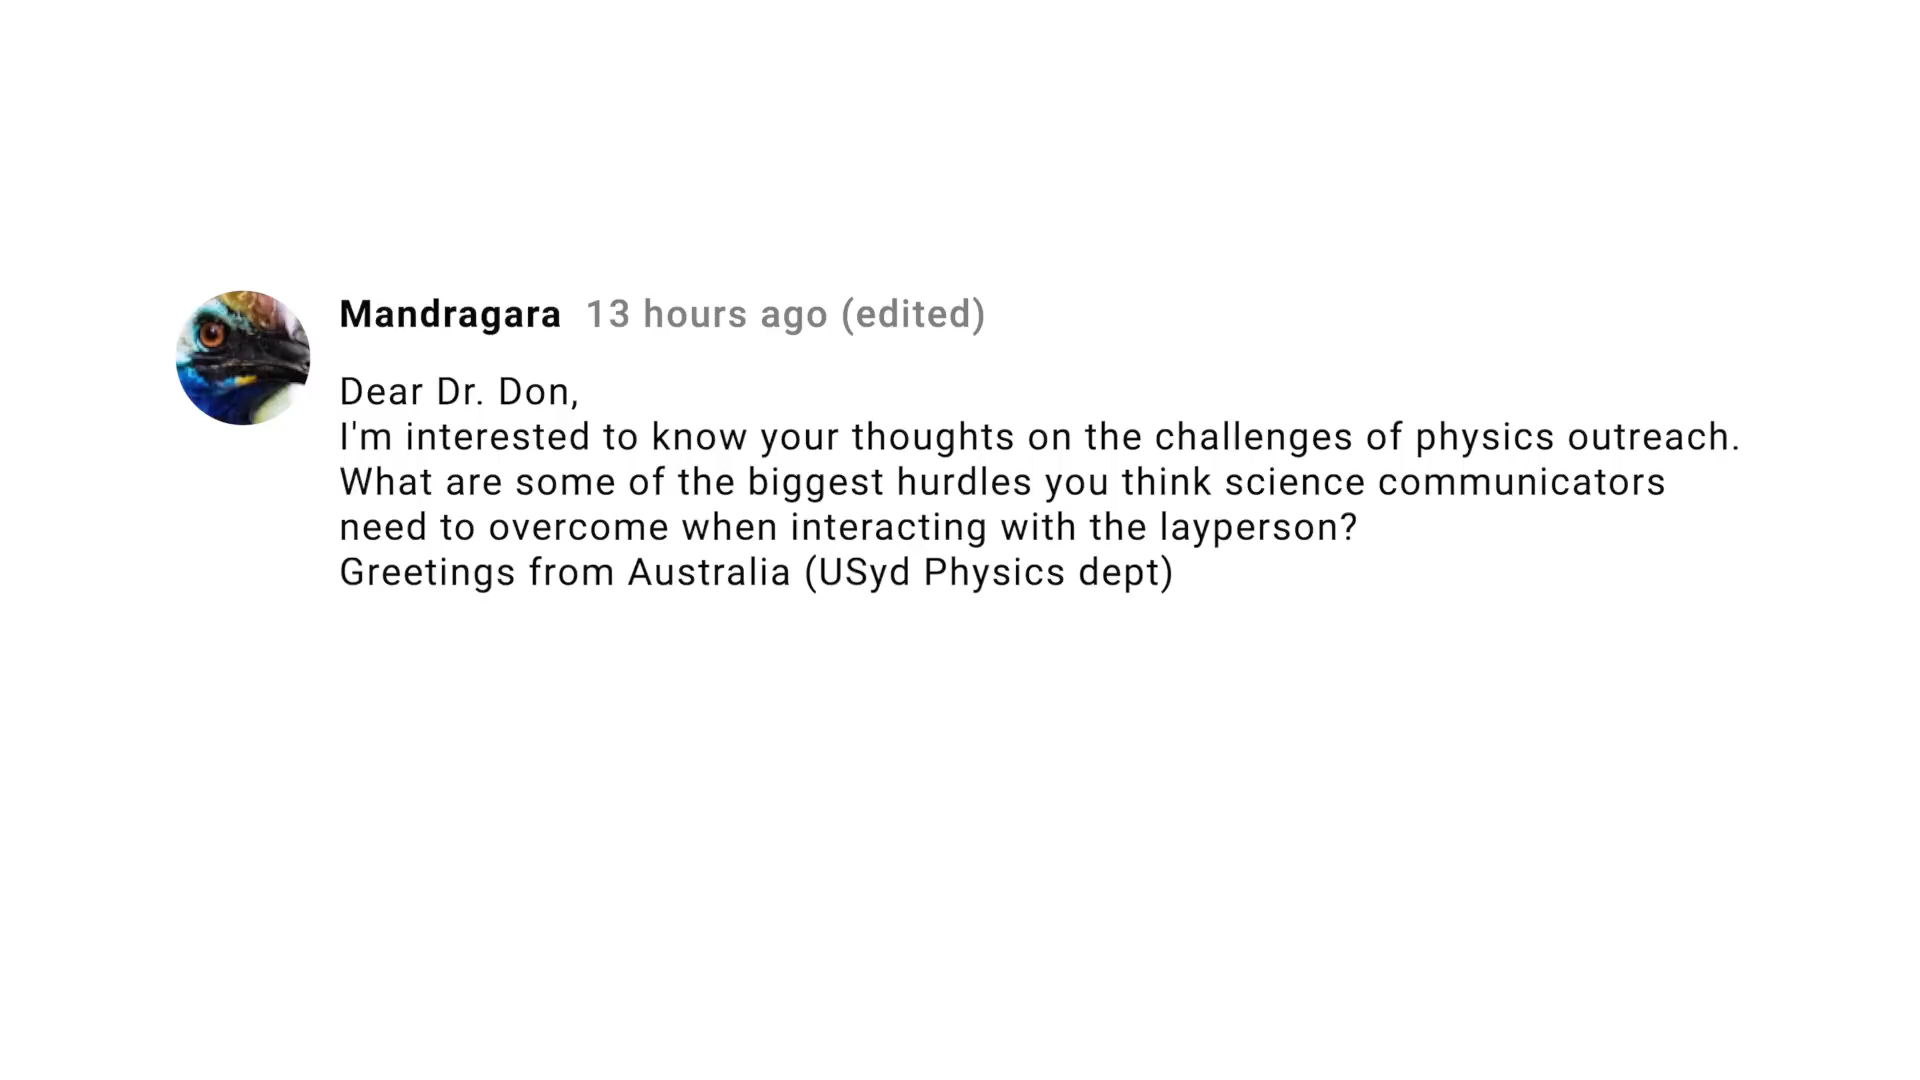 Mandragara 13 hours ago (edited)
Dear Dr. Don,
I'm interested to know your thoughts on the challenges of physics outreach.
What are some of the biggest hurdles you think science communicators
need to overcome when interacting with the layperson?
Greetings from Australia (USyd Physics dept)